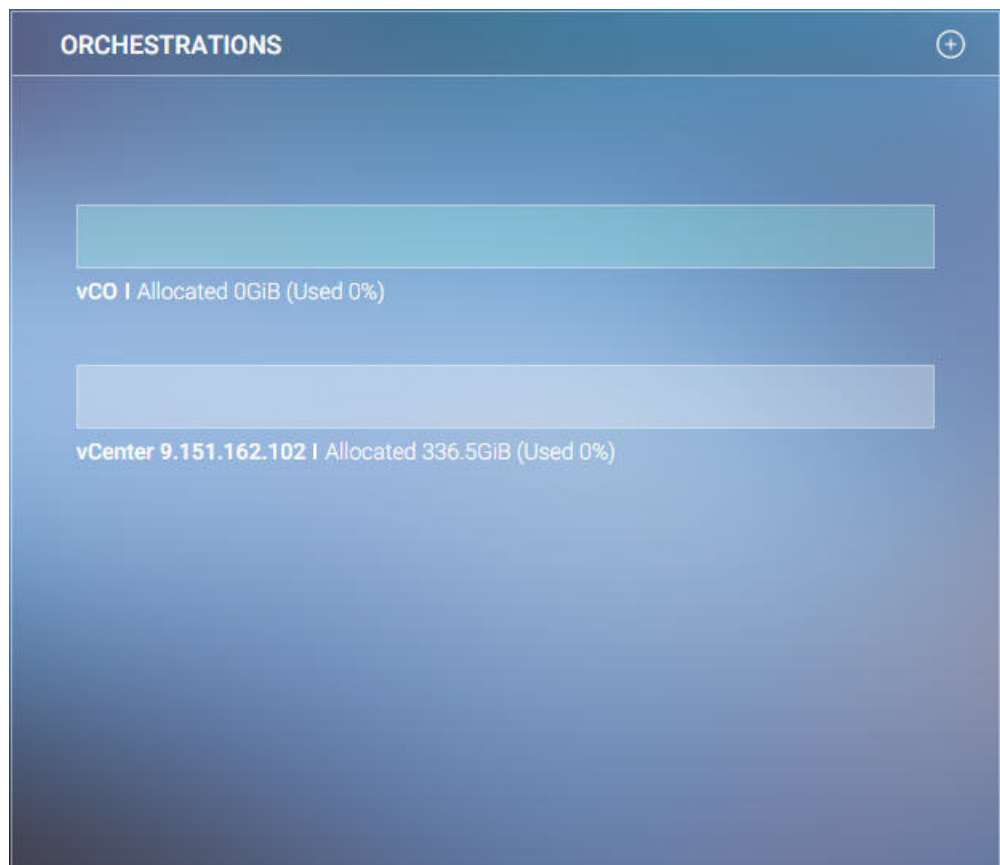 ORCHESTRATIONS
vCO | Allocated 0GiB (Used 0%)
vCenter 9.151.162.102 | Allocated 336.5GiB (Used 0%)